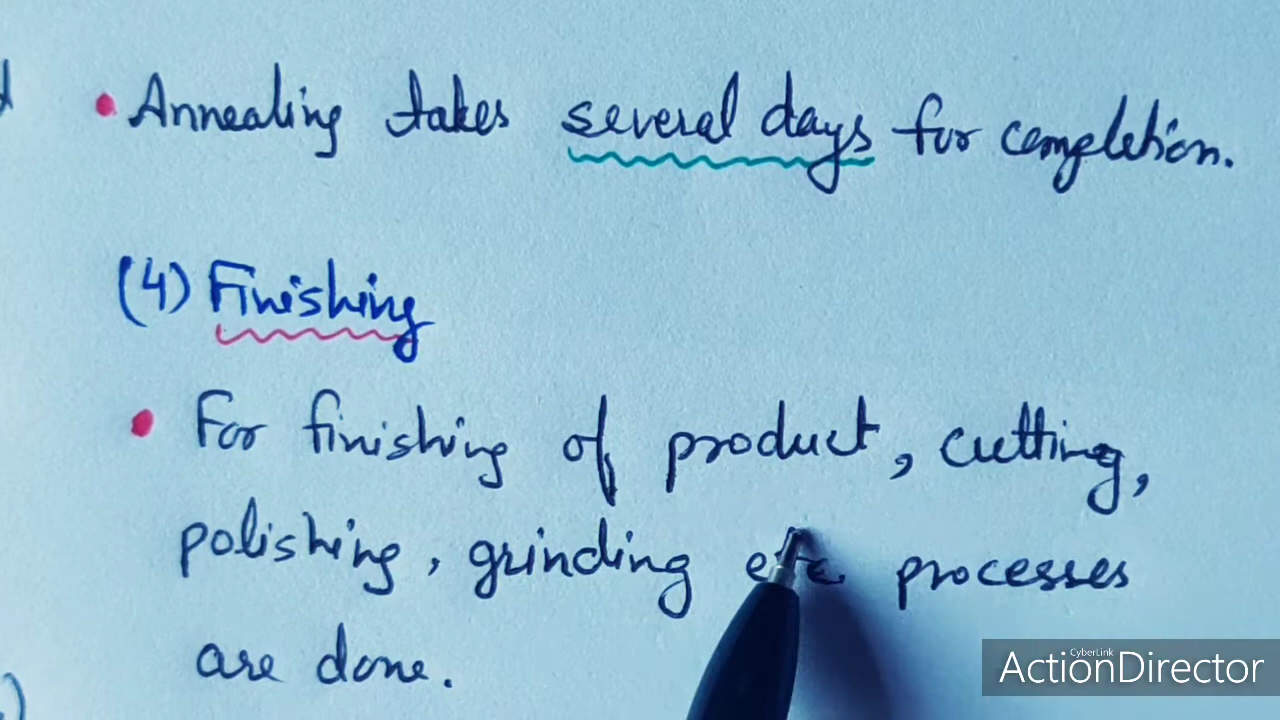 • Annealing takes several days for completion.
(4) Finishing
• For finishing of product, cutting,
polishing, grinding etc processes
are done.
CyberLink
ActionDirector